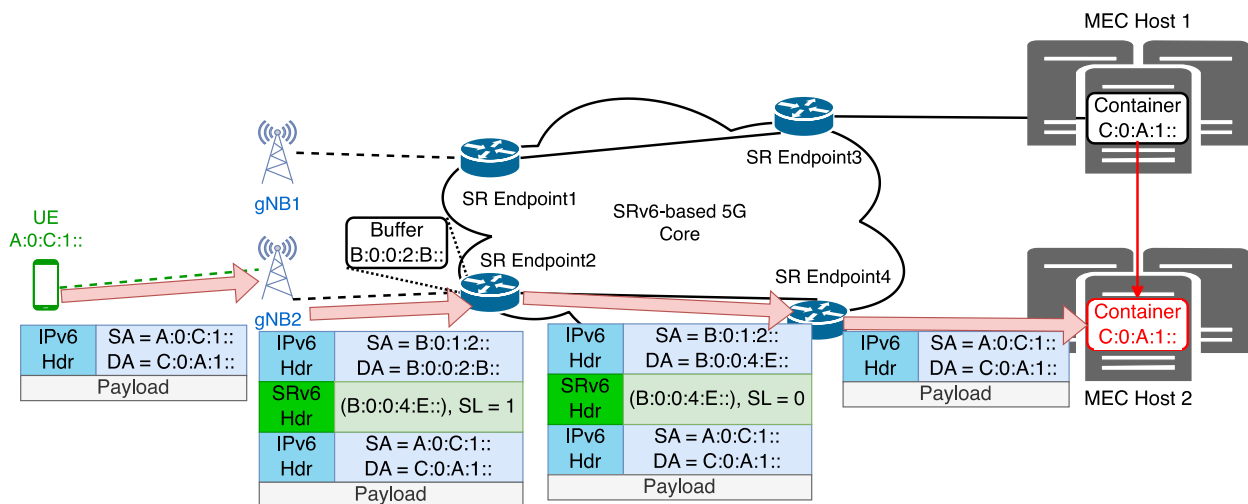 MEC Host 1
Container
C:0:A:1::
SR Endpoint3
SR Endpoint1
gNB1
SRv6-based 5G
Core
UE
A:0:C:1::
Buffer
B:0:0:2:B::
SR Endpoint2
SR Endpoint4
gNB2
Container
C:0:A:1::
MEC Host 2
IPv6
Hdr
SA = A:0:C:1::
DA = C:0:A:1::
Payload
IPv6
Hdr
SA = B:0:1:2::
DA = B:0:0:2:B::
SRv6
Hdr
(B:0:0:4:E::), SL = 1
IPv6
Hdr
SA = A:0:C:1::
DA = C:0:A:1::
Payload
IPv6
Hdr
SA = B:0:1:2::
DA = B:0:0:4:E::
SRv6
Hdr
(B:0:0:4:E::), SL = 0
IPv6
Hdr
SA = A:0:C:1::
DA = C:0:A:1::
Payload
IPv6
Hdr
SA = A:0:C:1::
DA = C:0:A:1::
Payload